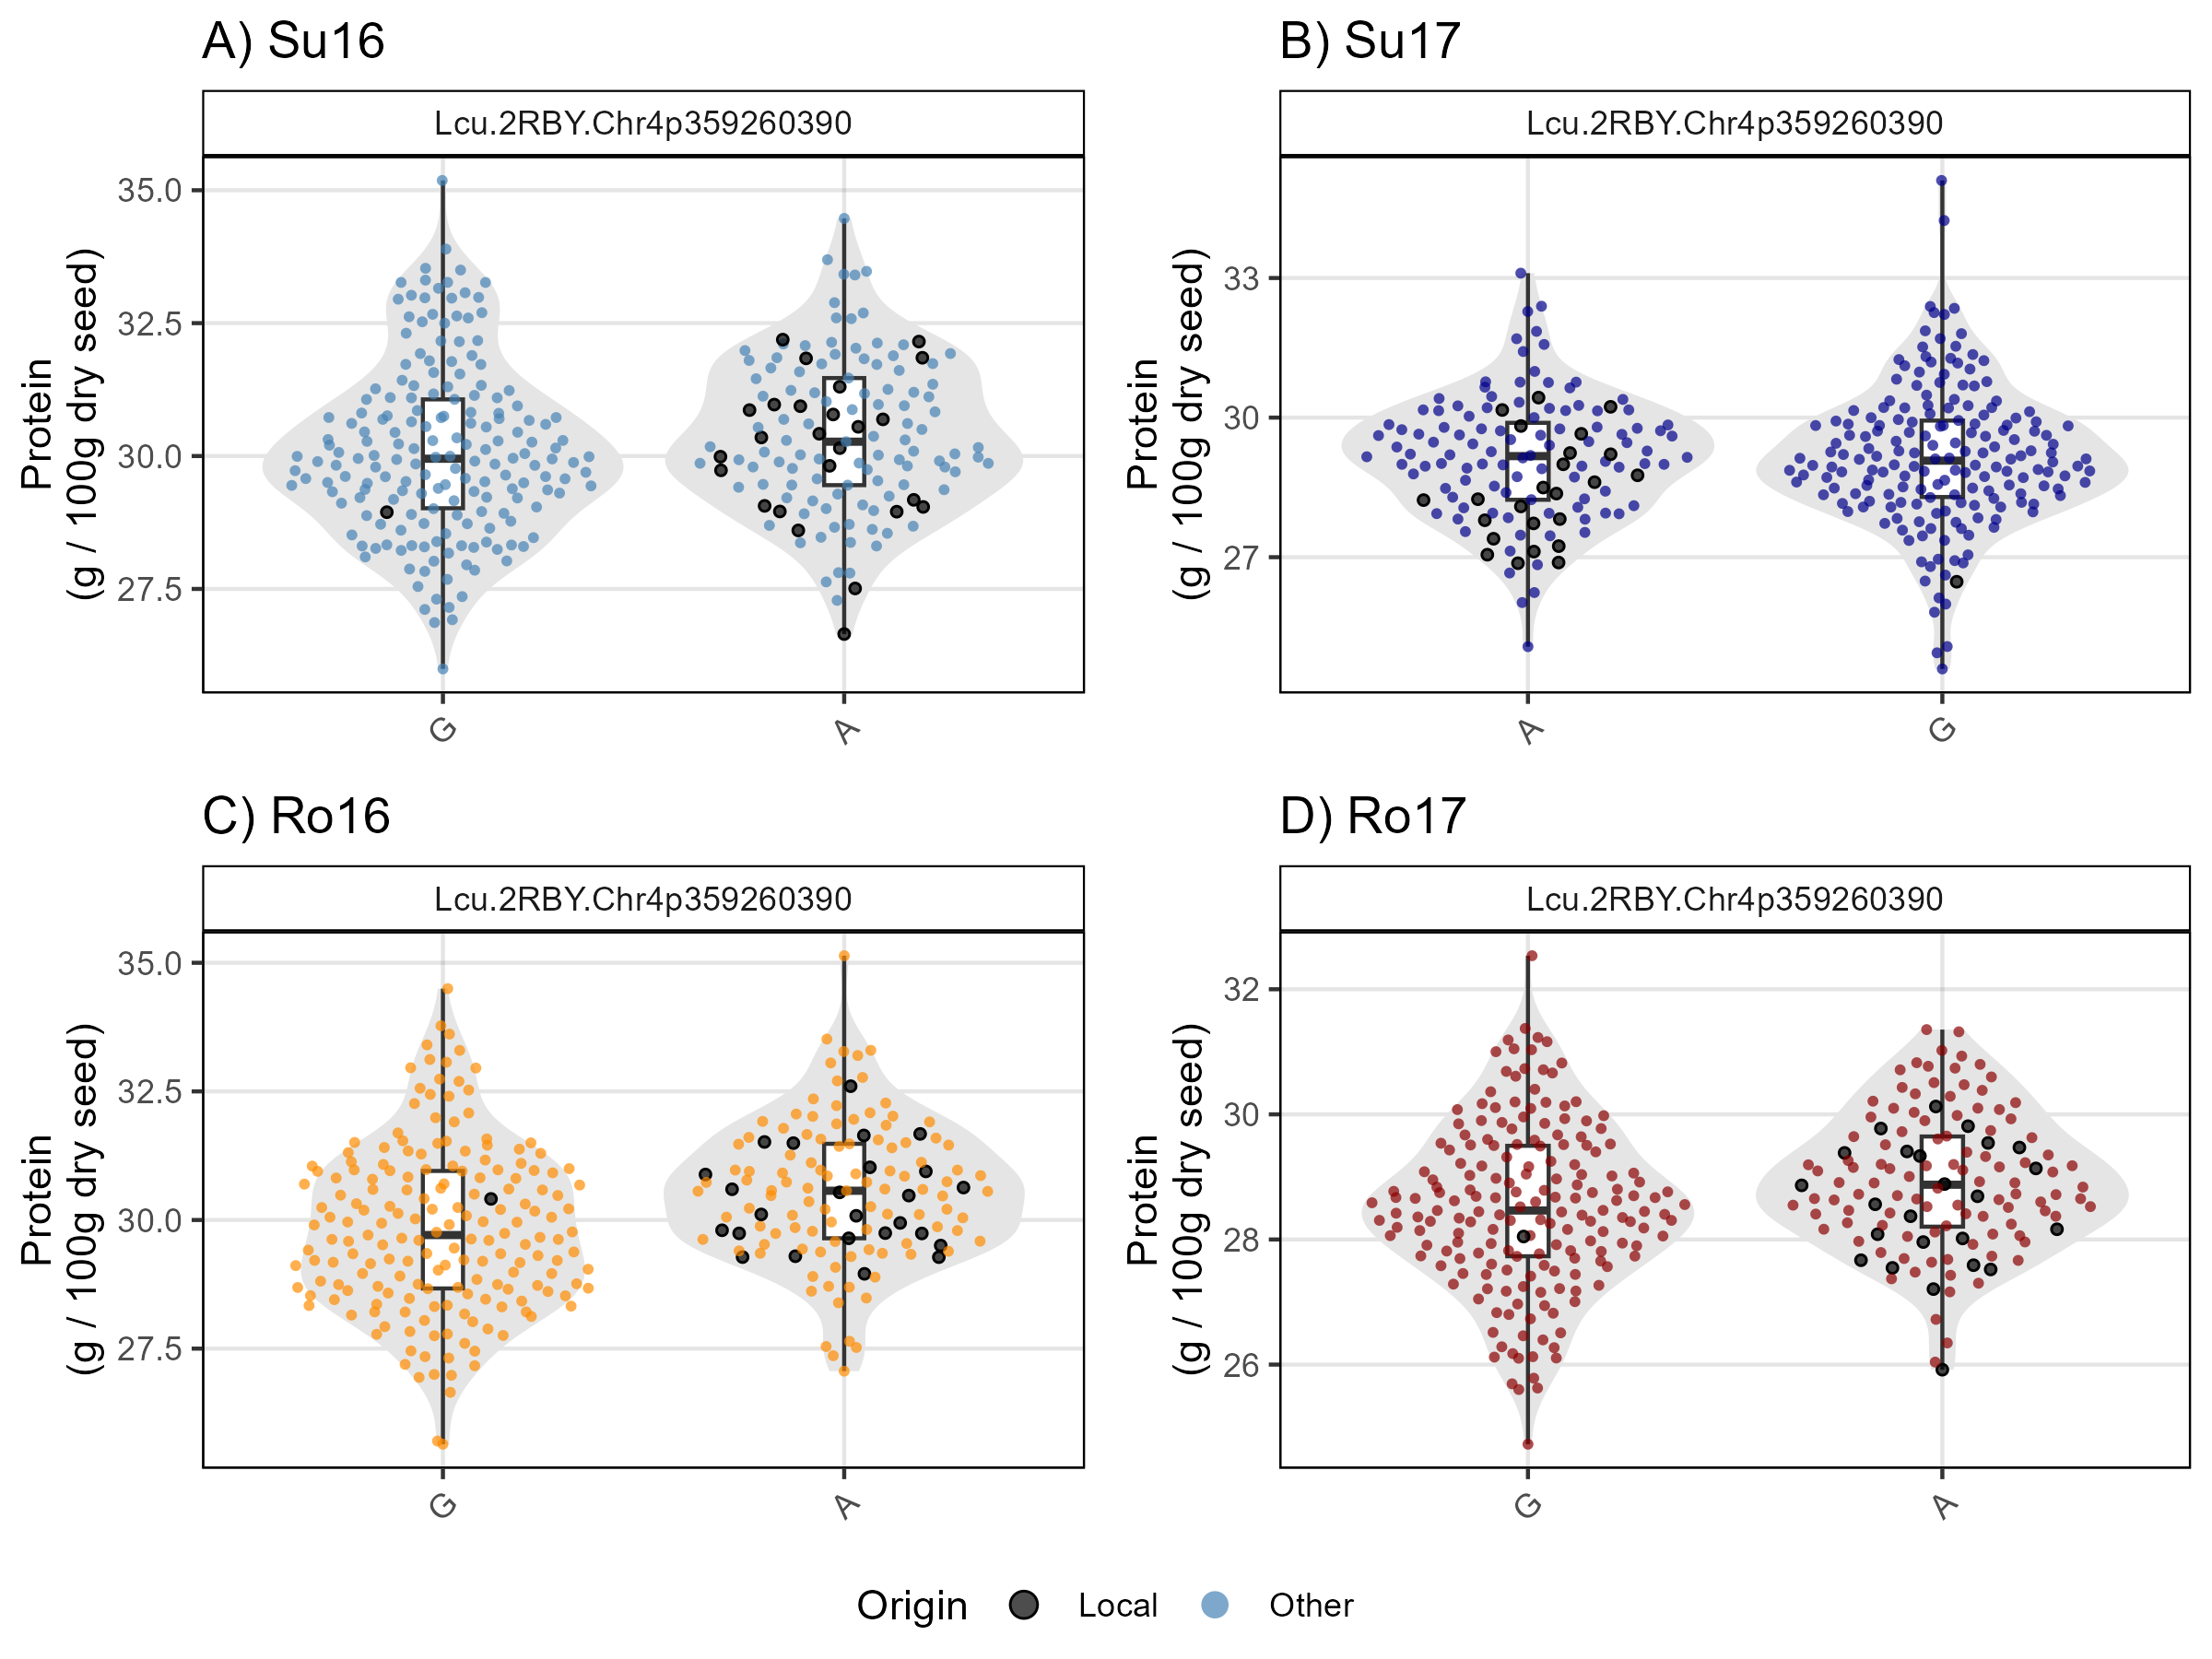 A) Su16
Lcu.2RBY.Chr4p359260390
Protein
(g / 100g dry seed)
35.0
32.5
30.0
27.5
G
A
B) Su17
Lcu.2RBY.Chr4p359260390
Protein
(g / 100g dry seed)
33
30
27
A
G
C) Ro16
Lcu.2RBY.Chr4p359260390
Protein
(g / 100g dry seed)
35.0
32.5
30.0
27.5
G
A
D) Ro17
Lcu.2RBY.Chr4p359260390
Protein
(g / 100g dry seed)
32
30
28
26
G
A
Origin Local Other